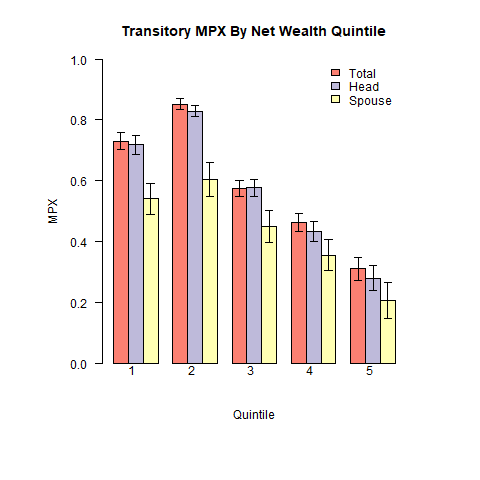 Transitory MPX By Net Wealth Quintile
1.0
0.8
0.6
0.4
0.2
0.0
MPX
Total
Head
Spouse
1 2 3 4 5
Quintile